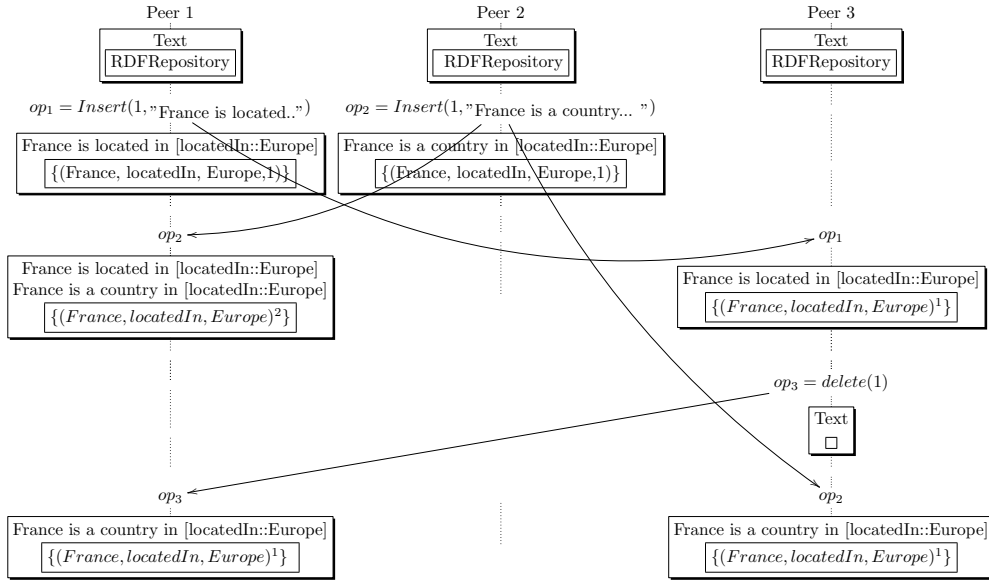 Peer 1 Peer 2 Peer 3
Text Text Text
RDFRepository RDFRepository RDFRepository
op₁ = Insert(1,"France is located..") op₂ = Insert(1,"France is a country... ")
France is located in [locatedIn::Europe] France is a country in [locatedIn::Europe]
{(France, locatedIn, Europe,1)} {(France, locatedIn, Europe,1)}
op₂ op₁
France is located in [locatedIn::Europe] France is located in [locatedIn::Europe]
France is a country in [locatedIn::Europe]
{(France, locatedIn, Europe)²} {(France, locatedIn, Europe)¹}
op₃ = delete(1)
Text
op₃ op₂
France is a country in [locatedIn::Europe] France is a country in [locatedIn::Europe]
{(France, locatedIn, Europe)¹} {(France, locatedIn, Europe)¹}